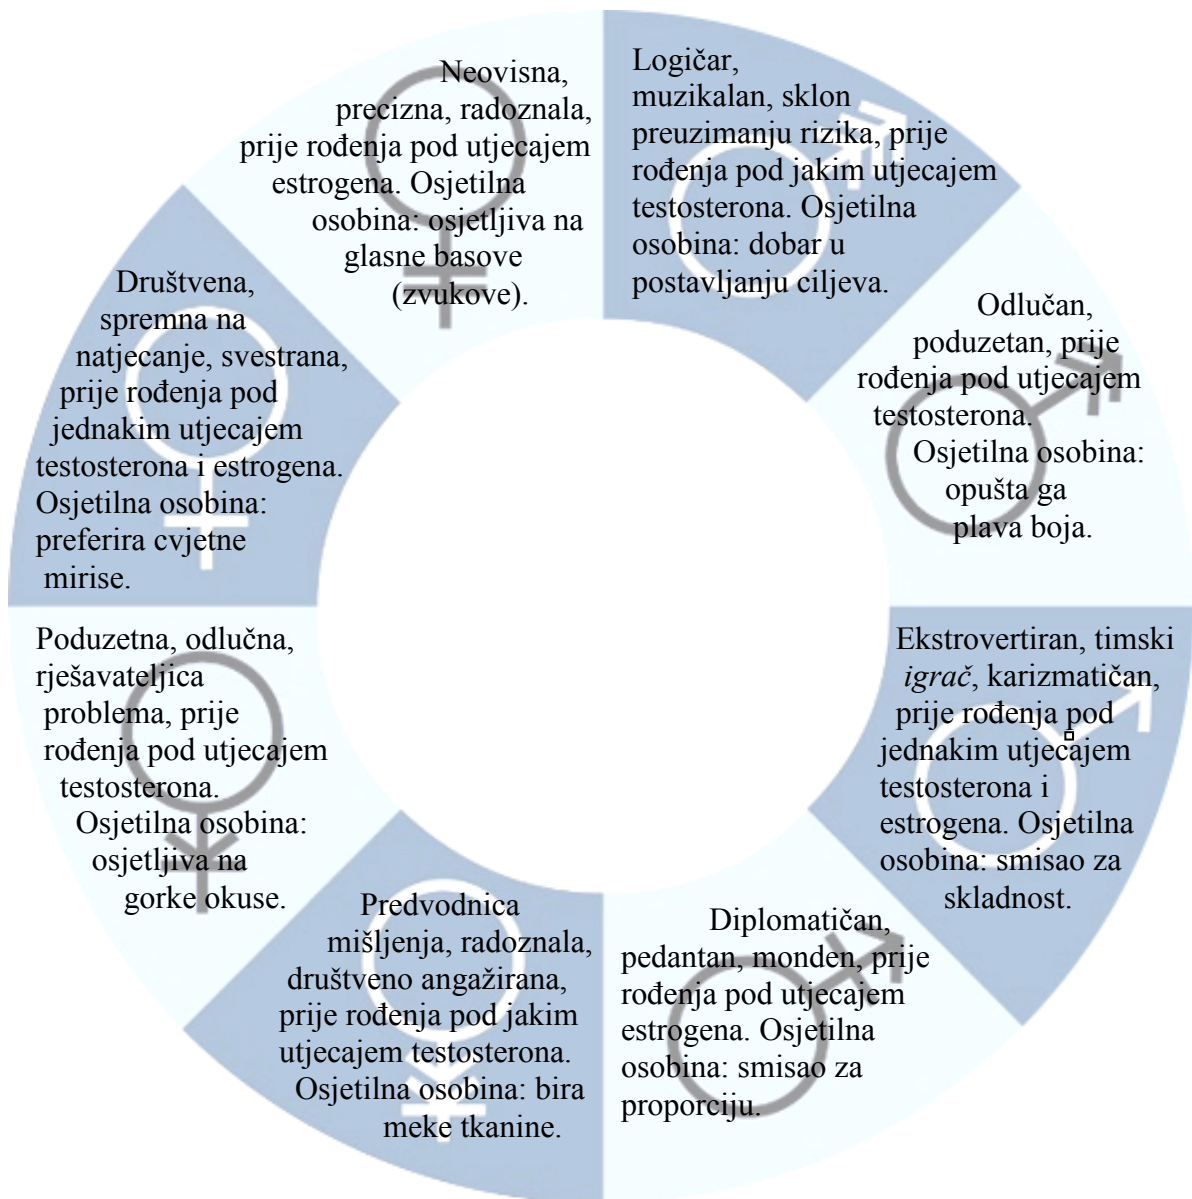 Neovisna,
precizna, radoznala,
prije rođenja pod utjecajem
estrogena. Osjetilna
osobina: osjetljiva na
glasne basove
(zvukove).
Logičar,
muzikalan, sklon
preuzimanju rizika, prije
rođenja pod jakim utjecajem
testosterona. Osjetilna
osobina: dobar u
postavljanju ciljeva.
Odlučan,
poduzetan, prije
rođenja pod utjecajem
testosterona.
Osjetilna osobina:
opušta ga
plava boja.
Ekstrovertiran, timski
igrač, karizmatičan,
prije rođenja pod
jednakim utjecajem
testosterona i
estrogena. Osjetilna
osobina: smisao za
skladnost.
Diplomatičan,
pedantan, monden, prije
rođenja pod utjecajem
estrogena. Osjetilna
osobina: smisao za
proporciju.
Predvodnica
mišljenja, radoznala,
društveno angažirana,
prije rođenja pod jakim
utjecajem testosterona.
Osjetilna osobina: bira
meke tkanine.
Poduzetna, odlučna,
rješavateljica
problema, prije
rođenja pod utjecajem
testosterona.
Osjetilna osobina:
osjetljiva na
gorke okuse.
Društvena,
spremna na
natjecanje, svestrana,
prije rođenja pod
jednakim utjecajem
testosterona i estrogena.
Osjetilna osobina:
preferira cvjetne
mirise.